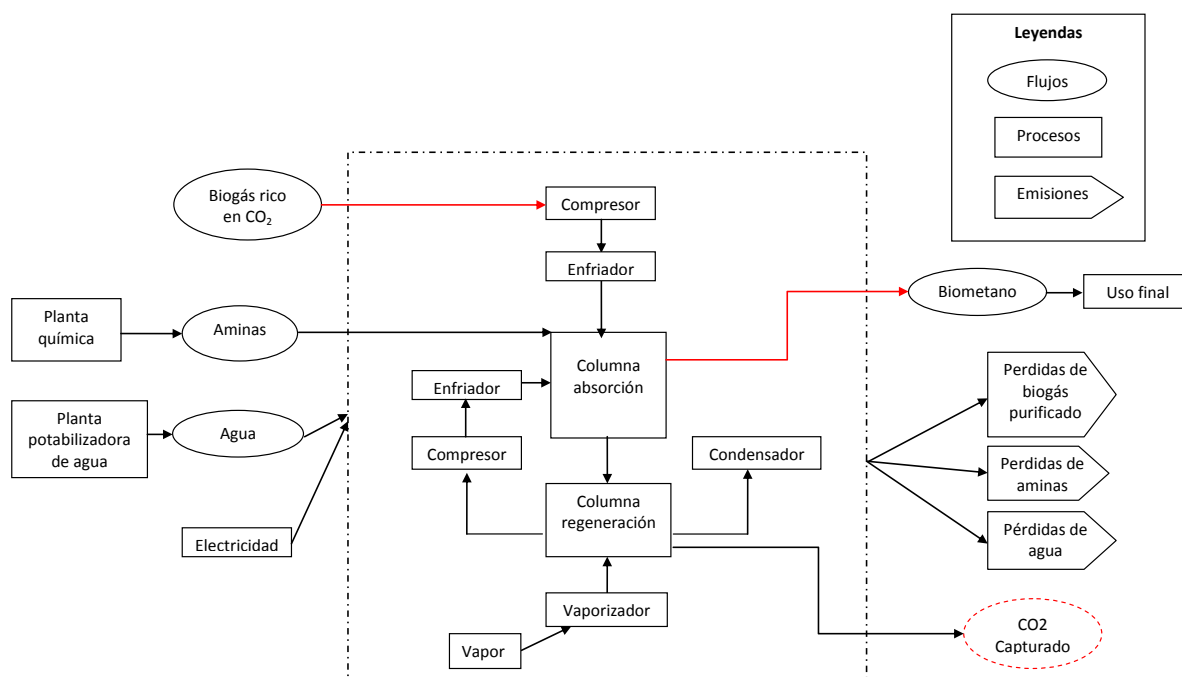 Leyendas
Flujos
Procesos
Emisiones
Biogás rico
en CO₂
Compresor
Enfriador
Biometano
Uso final
Planta
química
Aminas
Columna
absorción
Enfriador
Perdidas de
biogás
purificado
Planta
potabilizadora
de agua
Agua
Compresor
Condensador
Perdidas de
aminas
Columna
regeneración
Electricidad
Pérdidas de
agua
Vaporizador
Vapor
CO2
Capturado